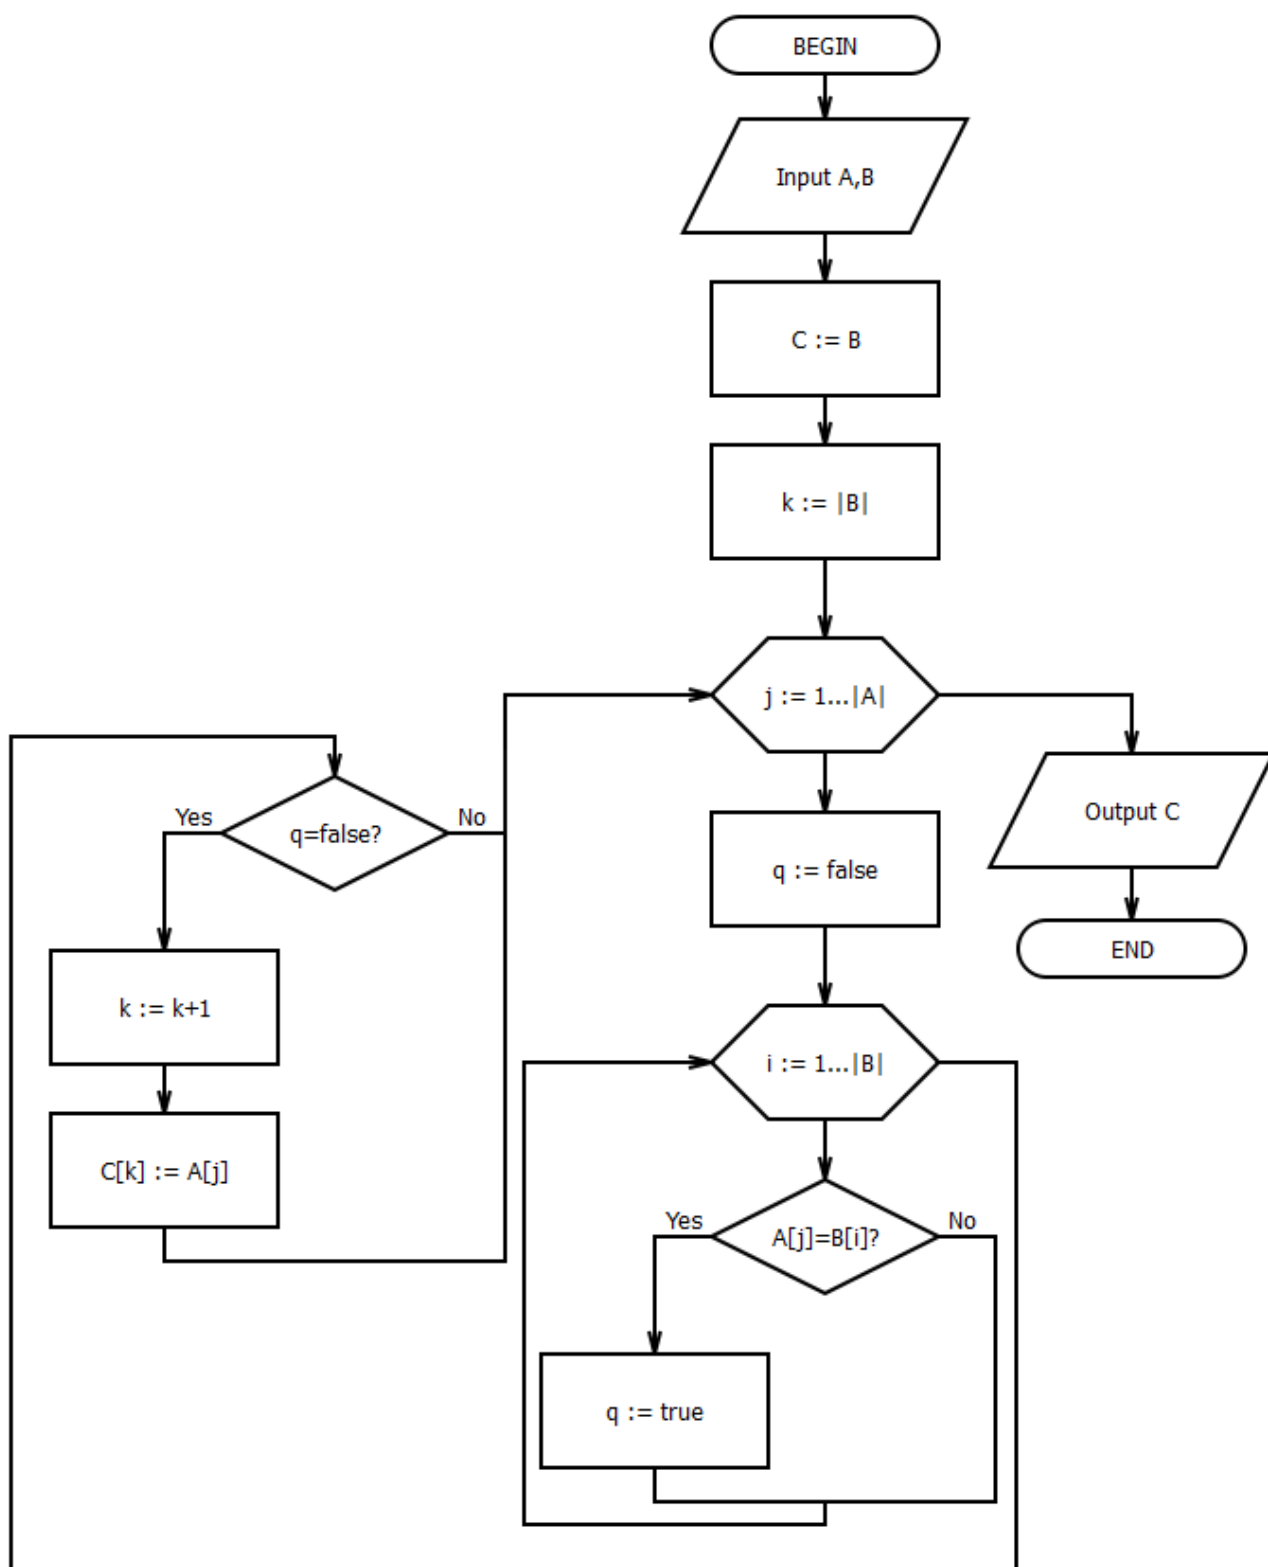 BEGIN
Input A,B
C := B
k := |B|
j := 1...|A|
Yes
q=false?
No
Output C
q := false
END
k := k+1
i := 1...|B|
C[k] := A[j]
Yes
A[j]=B[i]?
No
q := true